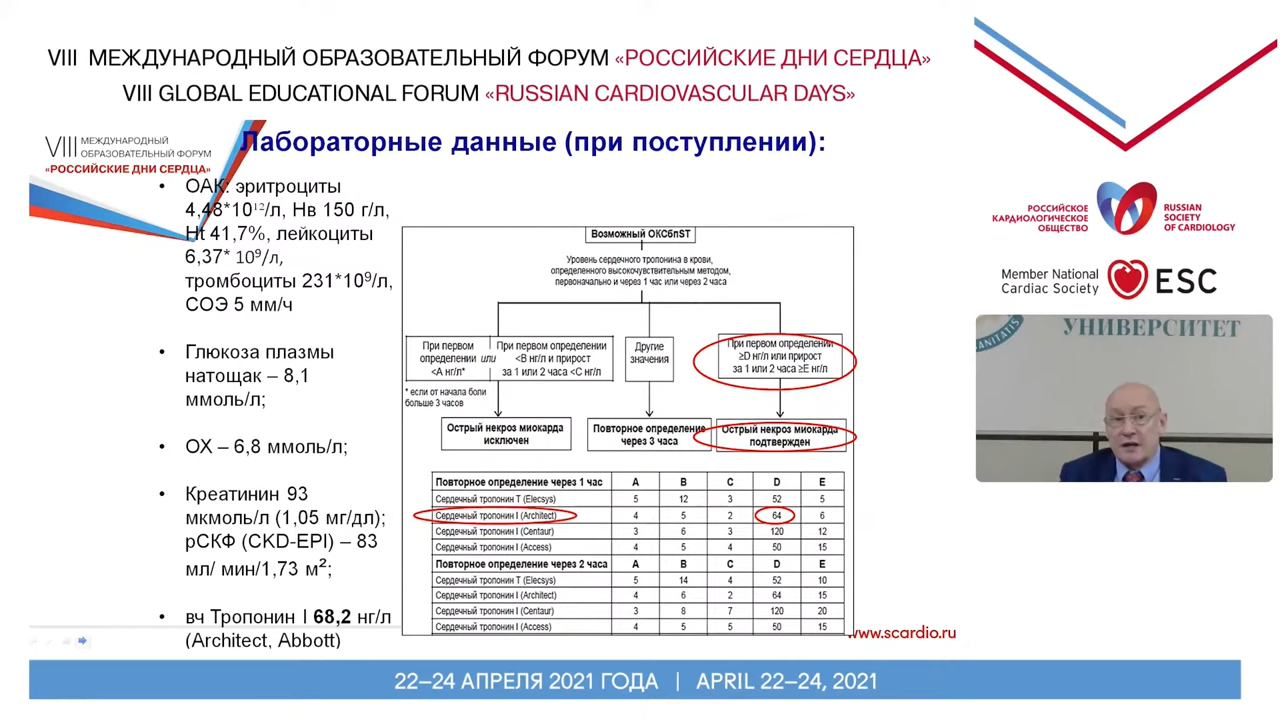 VIII МЕЖДУНАРОДНЫЙ ОБРАЗОВАТЕЛЬНЫЙ ФОРУМ «РОССИЙСКИЕ ДНИ СЕРДЦА»
VIII GLOBAL EDUCATIONAL FORUM «RUSSIAN CARDIOVASCULAR DAYS»
VIII МЕЖДУНАРОДНЫЙ
ОБРАЗОВАТЕЛЬНЫЙ ФОРУМ
«РОССИЙСКИЕ ДНИ СЕРДЦА»
Лабораторные данные (при поступлении):
• ОАК: эритроциты
4,48*10¹²/л, Нв 150 г/л,
Ht 41,7%, лейкоциты
6,37* 10⁹/л,
тромбоциты 231*10⁹/л,
СОЭ 5 мм/ч
• Глюкоза плазмы
натощак – 8,1
ммоль/л;
• ОХ – 6,8 ммоль/л;
• Креатинин 93
мкмоль/л (1,05 мг/дл);
рСКФ (CKD-EPI) – 83
мл/ мин/1,73 м²;
• вч Тропонин I 68,2 нг/л
(Architect, Abbott)
Возможный ОКСбпST
Уровень сердечного тропонина в крови,
определенного высокочувствительным методом,
первоначально и через 1 час или через 2 часа
При первом
определении
<А нг/л*
или
При первом определении
<В нг/л и прирост
за 1 или 2 часа <С нг/л
Другие
значения
При первом определении
≥D нг/л или прирост
за 1 или 2 часа ≥Е нг/л
* если от начала боли
больше 3 часов
Острый некроз миокарда
исключен
Повторное определение
через 3 часа
Острый некроз миокарда
подтвержден
Повторное определение через 1 час A B C D E
Сердечный тропонин Т (Elecsys) 5 12 3 52 5
Сердечный тропонин I (Architect) 4 5 2 64 6
Сердечный тропонин I (Centaur) 3 6 3 120 12
Сердечный тропонин I (Access) 4 5 4 50 15
Повторное определение через 2 часа A B C D E
Сердечный тропонин Т (Elecsys) 5 14 4 52 10
Сердечный тропонин I (Architect) 4 6 2 64 15
Сердечный тропонин I (Centaur) 3 8 7 120 20
Сердечный тропонин I (Access) 4 5 5 50 15
www.scardio.ru
РОССИЙСКОЕ
КАРДИОЛОГИЧЕСКОЕ
ОБЩЕСТВО
RUSSIAN
SOCIETY
OF CARDIOLOGY
Member National
Cardiac Society
ESC
УНИВЕРСИТЕТ
22–24 АПРЕЛЯ 2021 ГОДА | APRIL 22–24, 2021